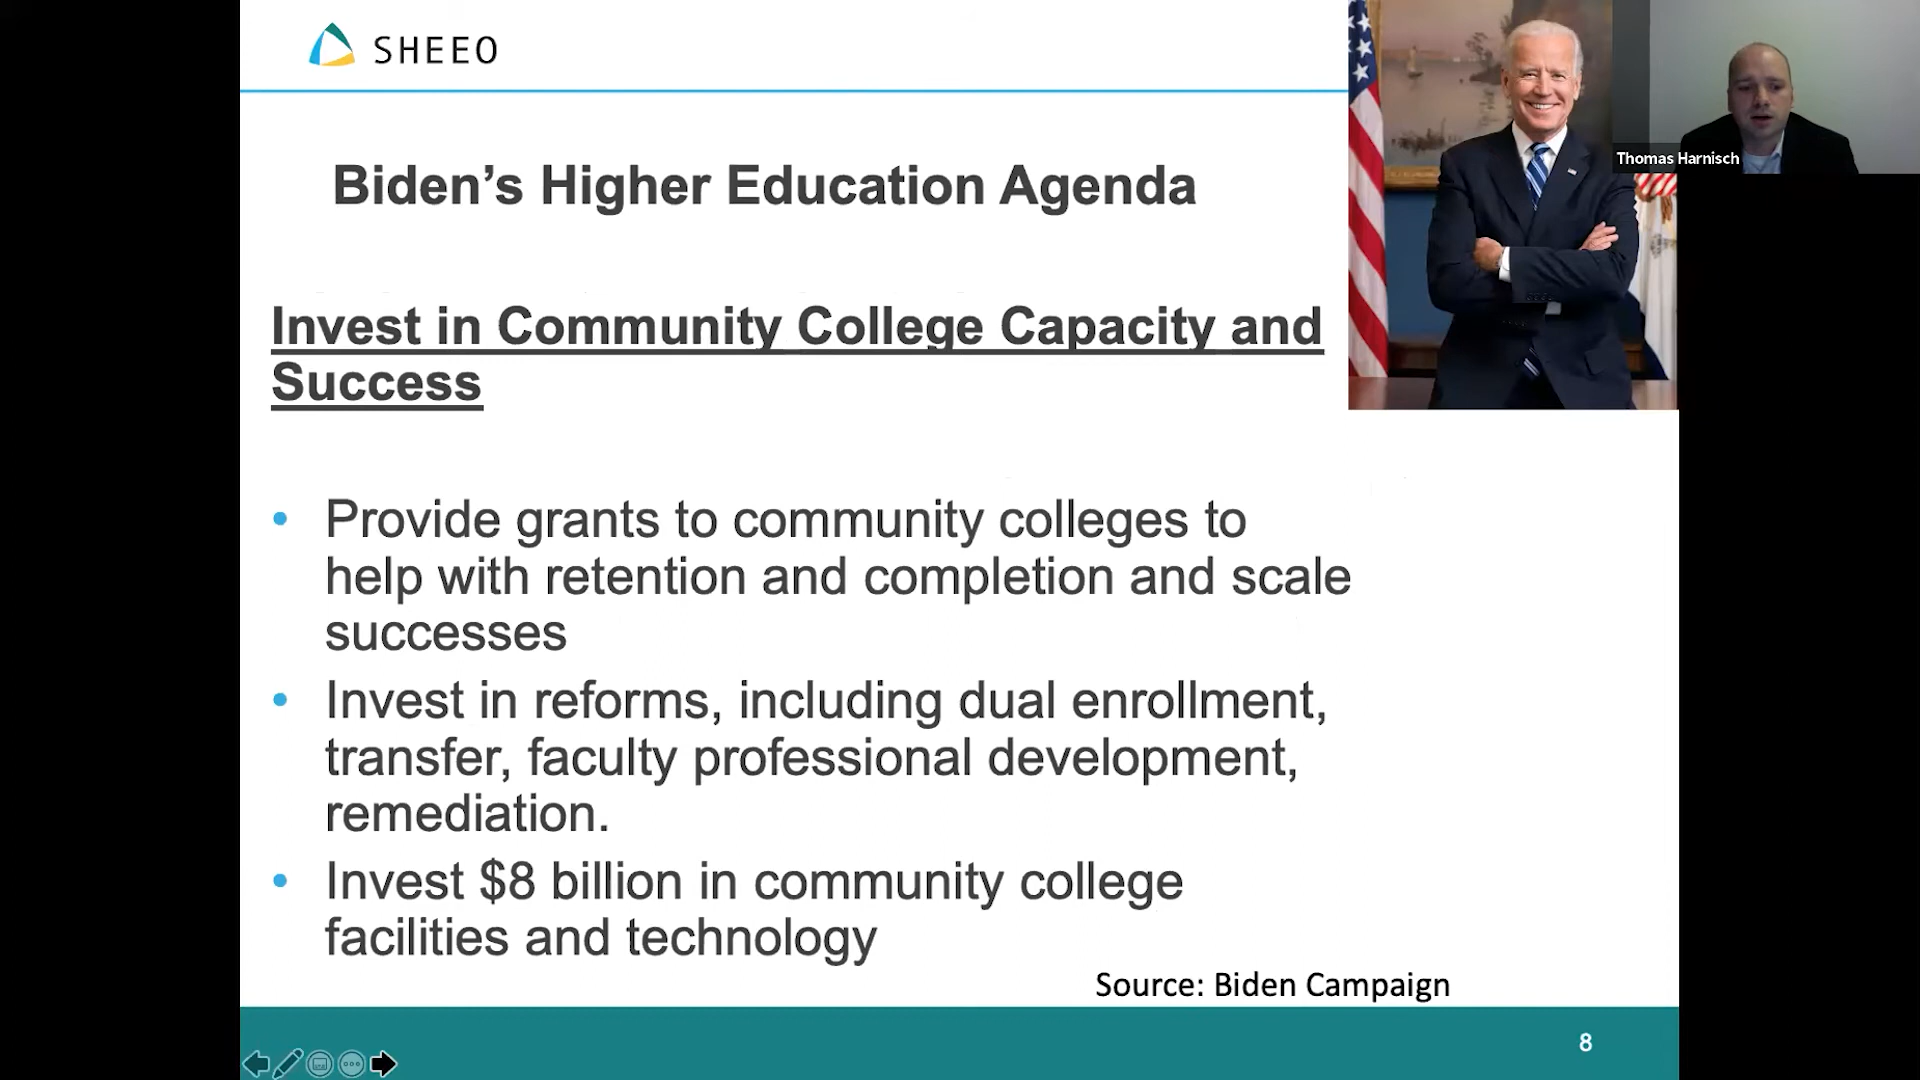 SHEEO
Thomas Harnisch
Biden’s Higher Education Agenda
Invest in Community College Capacity and
Success
• Provide grants to community colleges to
help with retention and completion and scale
successes
• Invest in reforms, including dual enrollment,
transfer, faculty professional development,
remediation.
• Invest $8 billion in community college
facilities and technology
Source: Biden Campaign
8